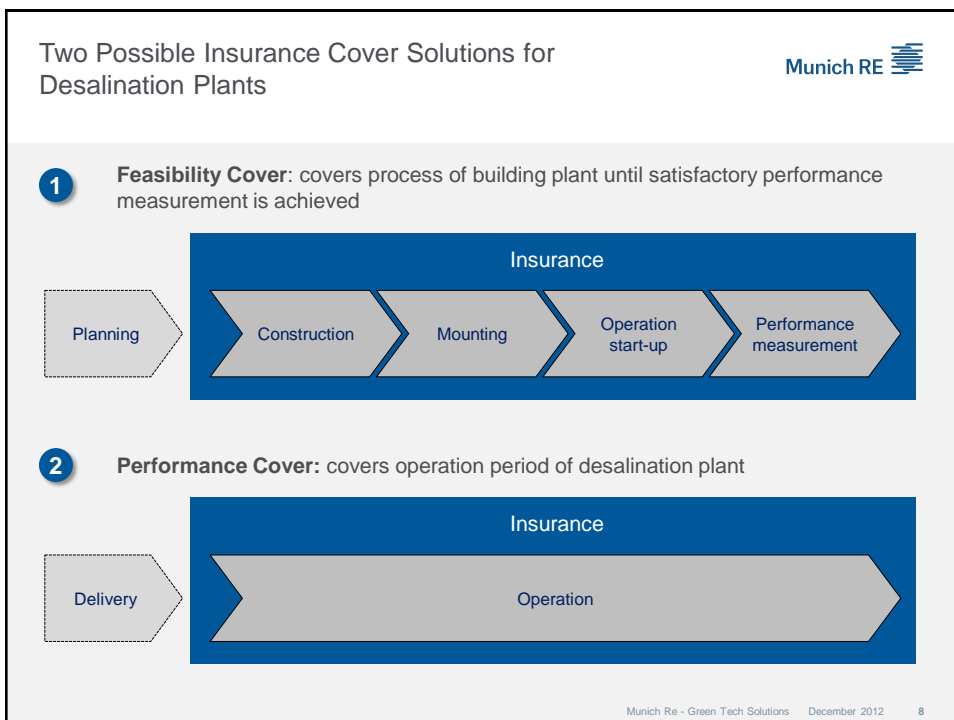 Two Possible Insurance Cover Solutions for
Desalination Plants
Munich RE
1
Feasibility Cover: covers process of building plant until satisfactory performance
measurement is achieved
Insurance
Planning
Construction
Mounting
Operation
start-up
Performance
measurement
2
Performance Cover: covers operation period of desalination plant
Insurance
Delivery
Operation
Munich Re - Green Tech Solutions December 2012 8